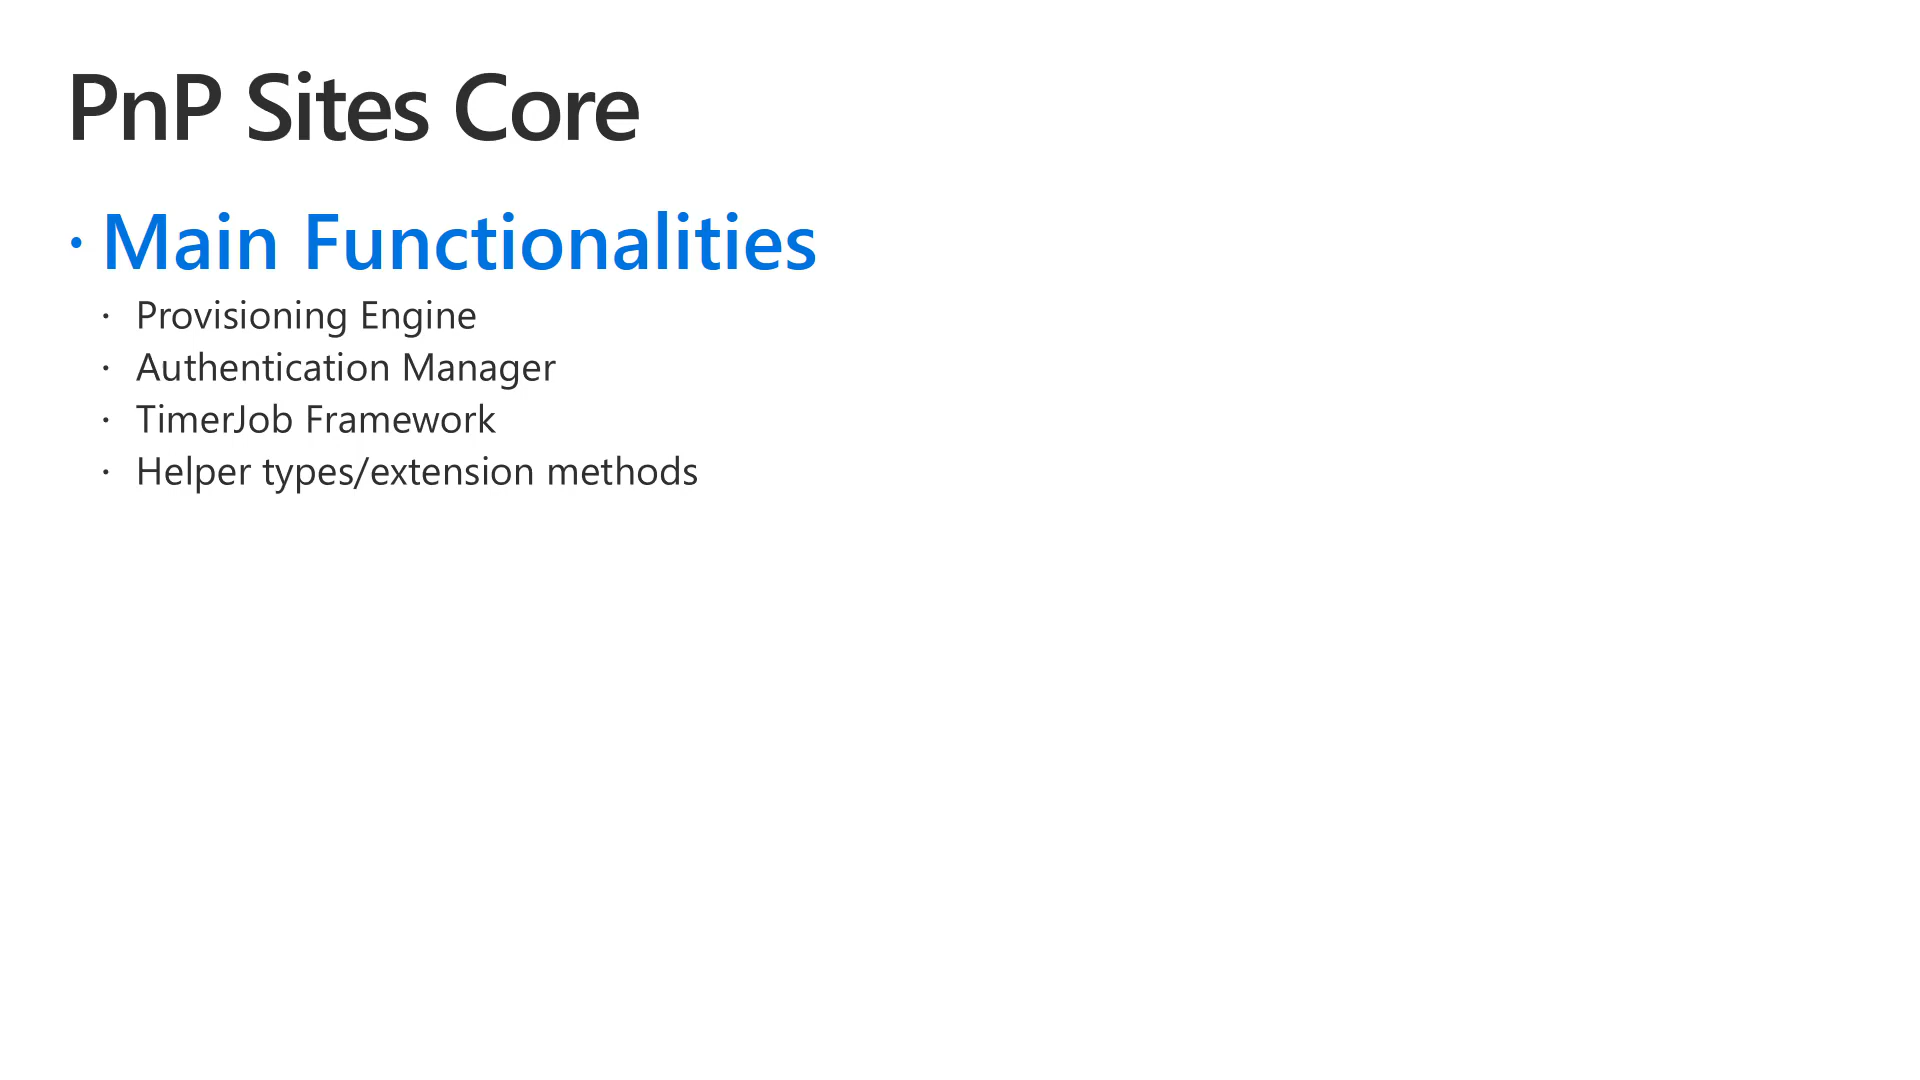 PnP Sites Core
· Main Functionalities
· Provisioning Engine
· Authentication Manager
· TimerJob Framework
· Helper types/extension methods